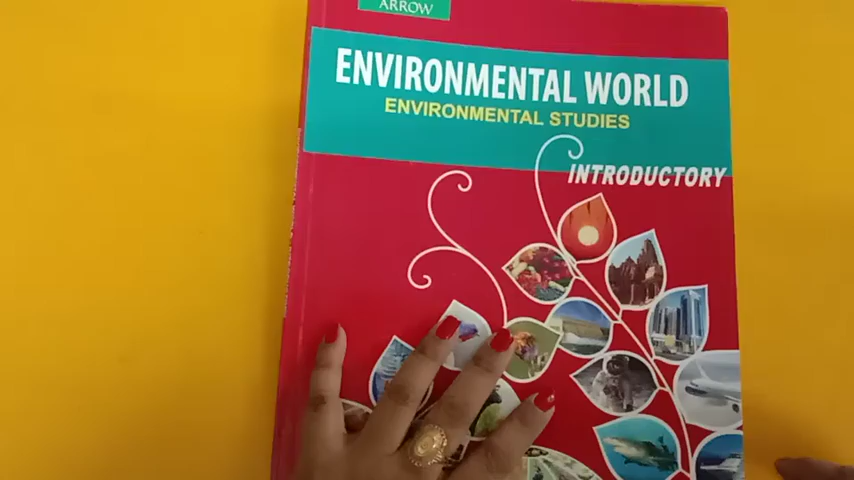 ARROW
ENVIRONMENTAL WORLD
ENVIRONMENTAL STUDIES
INTRODUCTORY